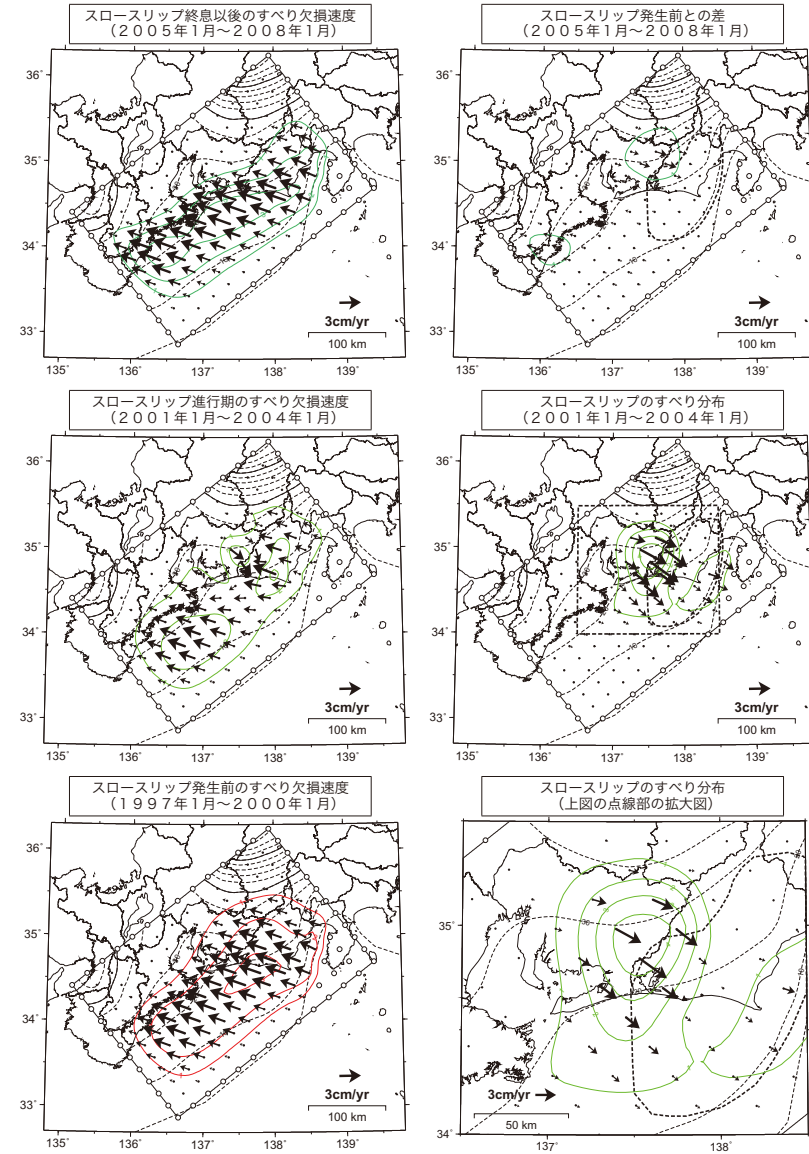 スロースリップ終息以後のすべり欠損速度
（２００５年１月〜２００８年１月）
36˚
35˚
34˚
33˚
135˚ 136˚ 137˚ 138˚ 139˚
3cm/yr
100 km
スロースリップ発生前との差
（２００５年１月〜２００８年１月）
36˚
35˚
34˚
33˚
135˚ 136˚ 137˚ 138˚ 139˚
3cm/yr
100 km
スロースリップ進行期のすべり欠損速度
（２００１年１月〜２００４年１月）
36˚
35˚
34˚
33˚
135˚ 136˚ 137˚ 138˚ 139˚
3cm/yr
100 km
スロースリップのすべり分布
（２００１年１月〜２００４年１月）
36˚
35˚
34˚
33˚
135˚ 136˚ 137˚ 138˚ 139˚
3cm/yr
100 km
スロースリップ発生前のすべり欠損速度
（１９９７年１月〜２０００年１月）
36˚
35˚
34˚
33˚
135˚ 136˚ 137˚ 138˚ 139˚
3cm/yr
100 km
スロースリップのすべり分布
（上図の点線部の拡大図）
35˚
34˚
137˚ 138˚
3cm/yr
50 km